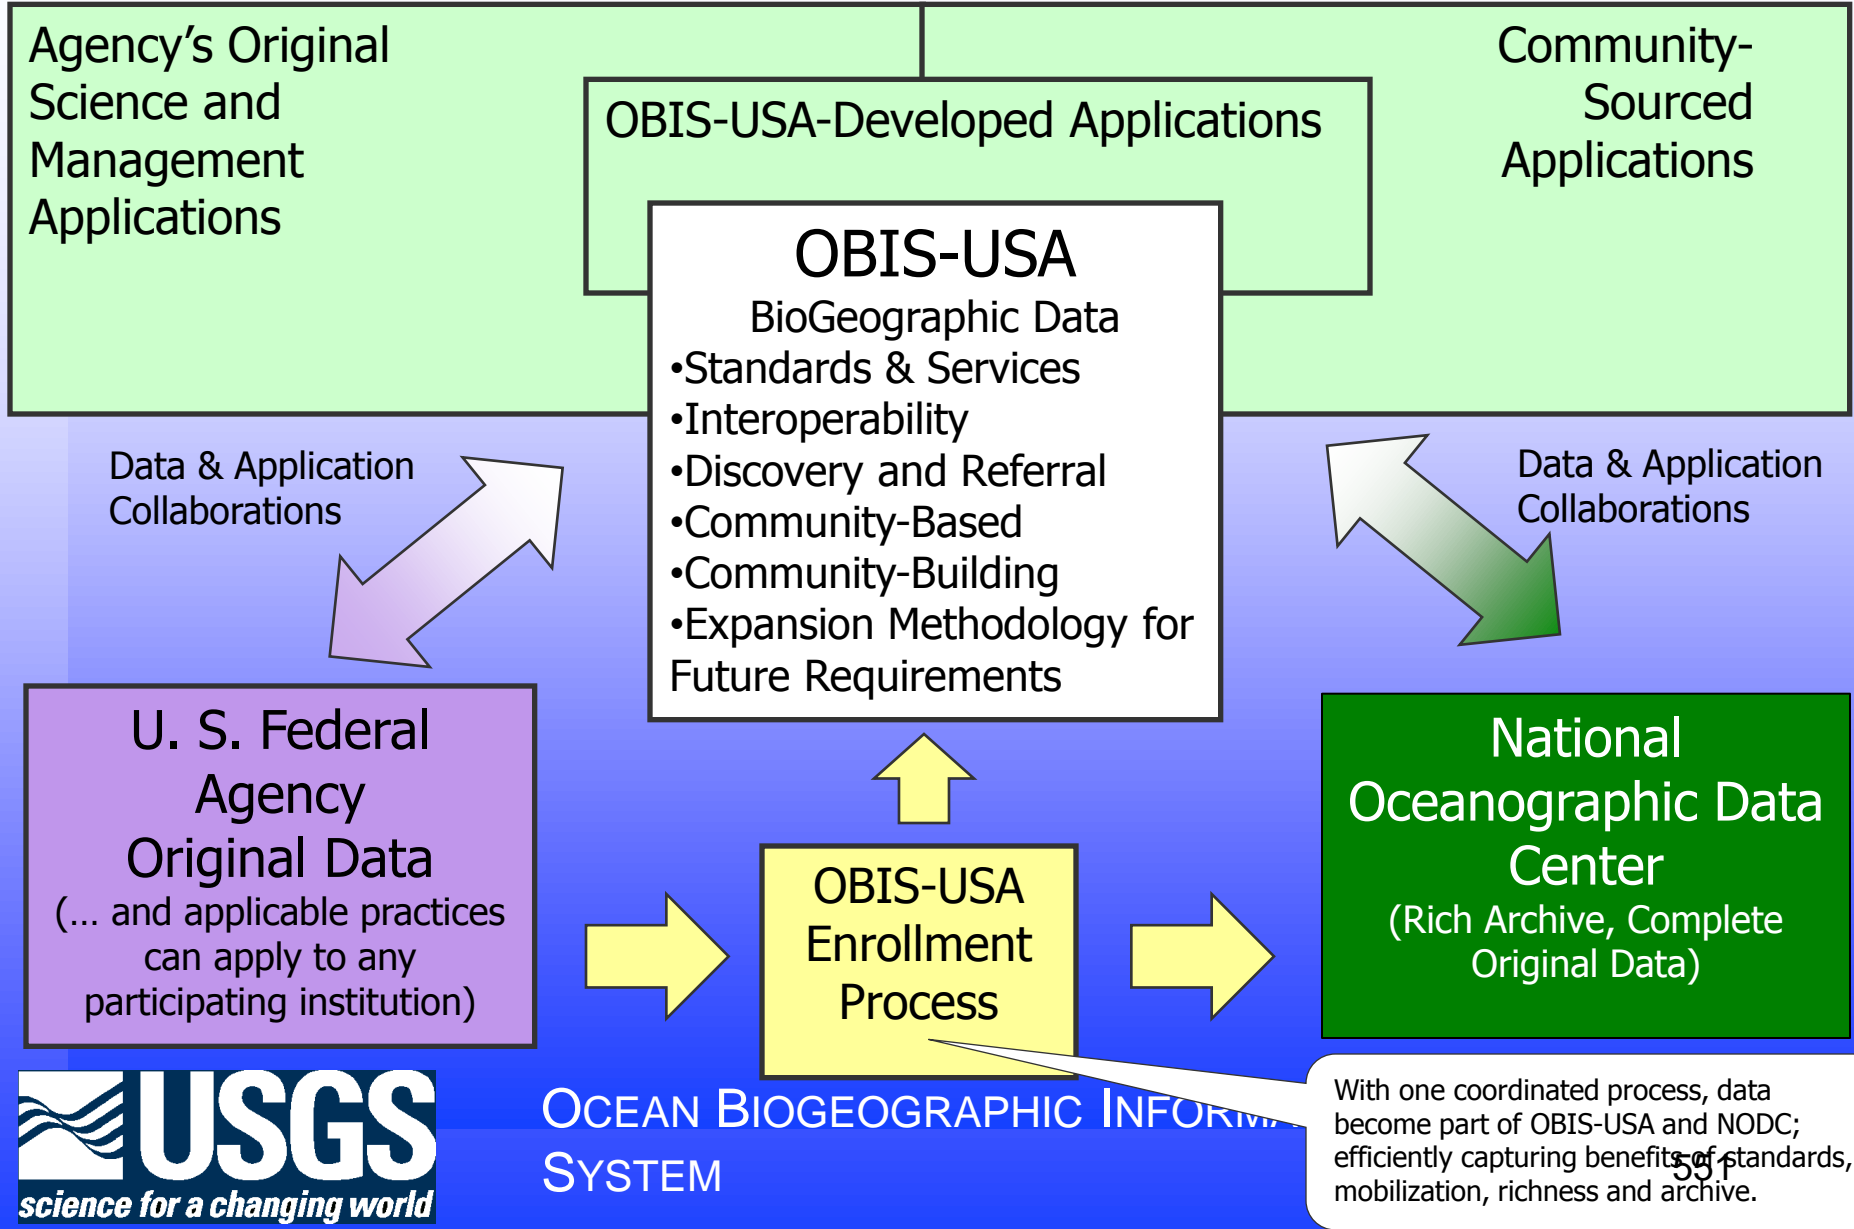 Agency's Original
Science and
Management
Applications
Community-
Sourced
Applications
OBIS-USA-Developed Applications
OBIS-USA
BioGeographic Data
•Standards & Services
•Interoperability
•Discovery and Referral
•Community-Based
•Community-Building
•Expansion Methodology for
Future Requirements
Data & Application
Collaborations
Data & Application
Collaborations
U. S. Federal
Agency
Original Data
(... and applicable practices
can apply to any
participating institution)
OBIS-USA
Enrollment
Process
National
Oceanographic Data
Center
(Rich Archive, Complete
Original Data)
With one coordinated process, data
become part of OBIS-USA and NODC;
efficiently capturing benefits of standards,
mobilization, richness and archive.
551
USGS
science for a changing world
OCEAN BIOGEOGRAPHIC
SYSTEM